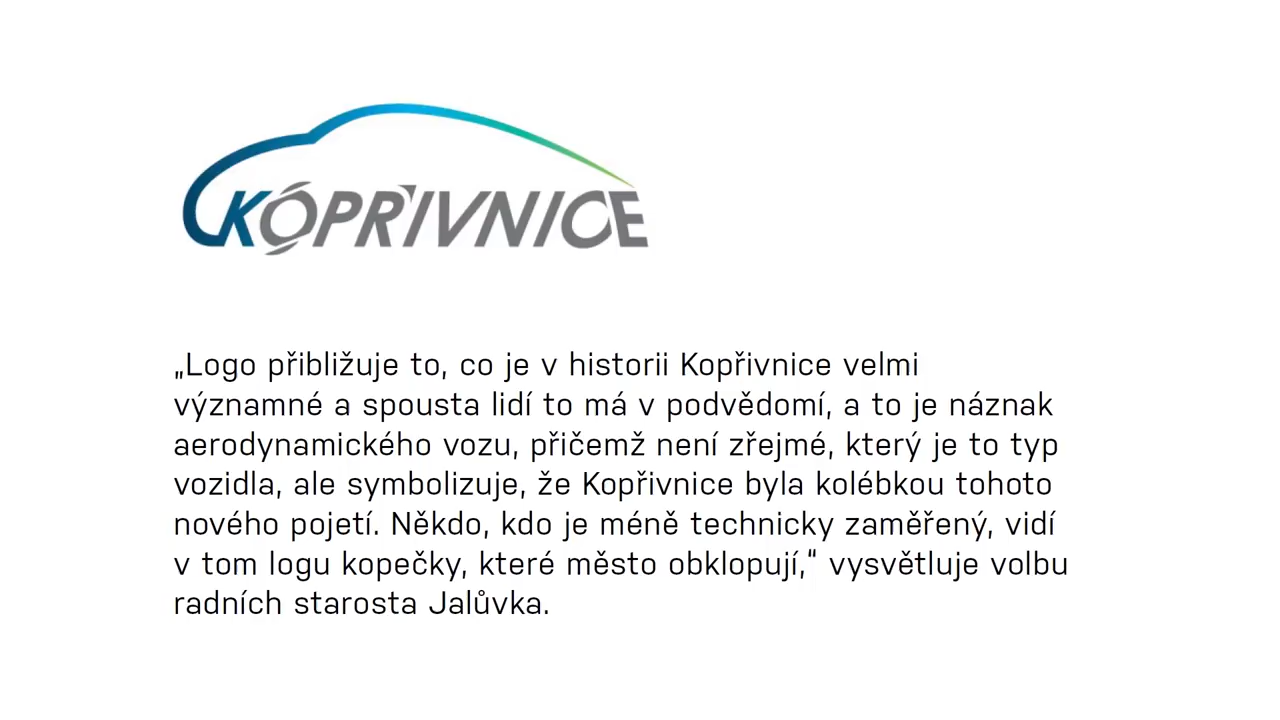 KOPŘIVNICE
„Logo přibližuje to, co je v historii Kopřivnice velmi
významné a spousta lidí to má v podvědomí, a to je náznak
aerodynamického vozu, přičemž není zřejmé, který je to typ
vozidla, ale symbolizuje, že Kopřivnice byla kolébkou tohoto
nového pojetí. Někdo, kdo je méně technicky zaměřený, vidí
v tom logu kopečky, které město obklopují,“ vysvětluje volbu
radních starosta Jalůvka.